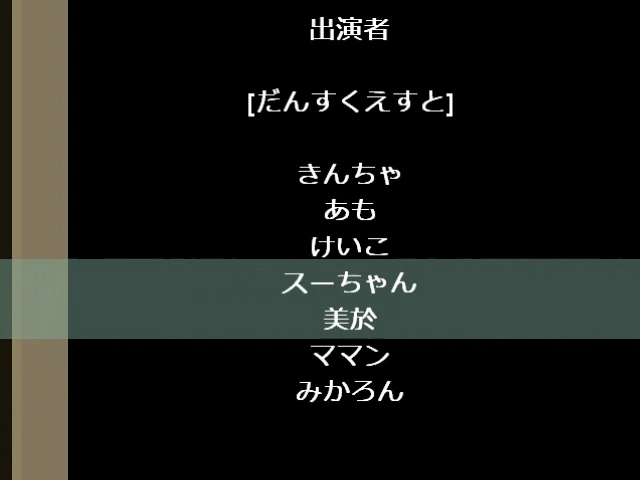 出演者
[だんすくえすと]
きんちゃ
あも
けいこ
スーちゃん
美於
ママン
みかろん